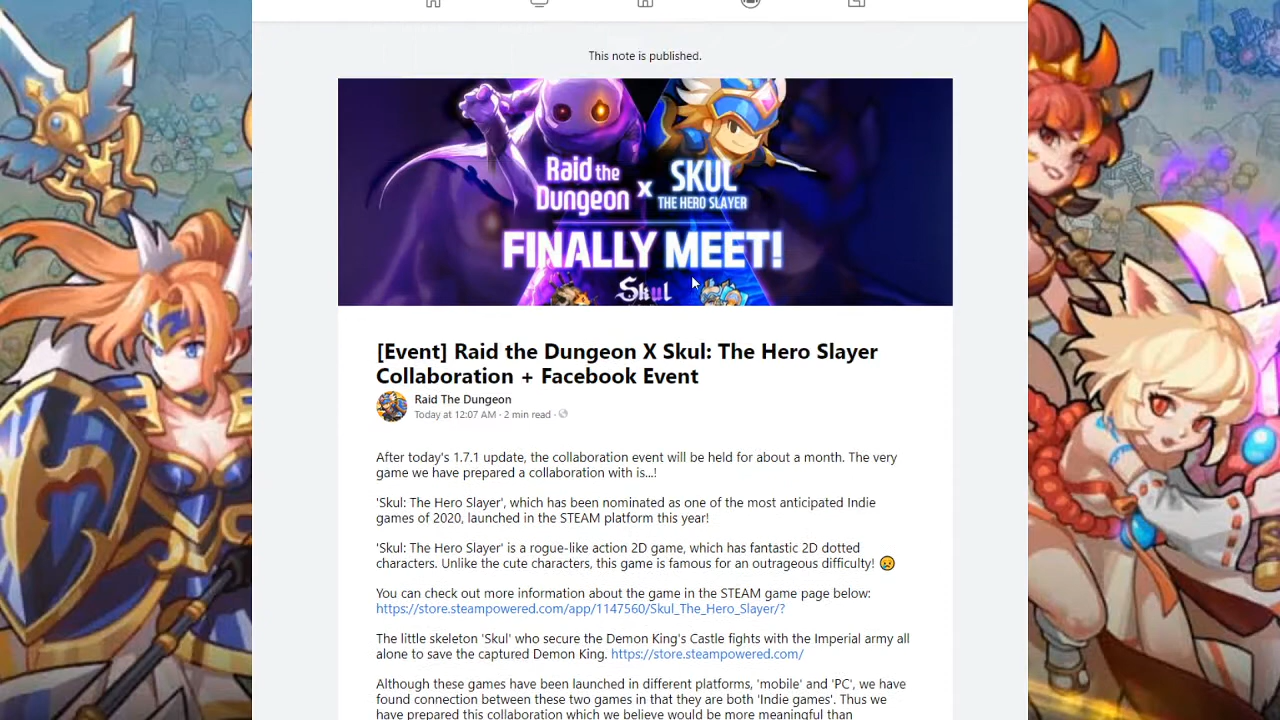 This note is published.
Raid the
Dungeon
x
SKUL
THE HERO SLAYER
FINALLY MEET!
Skul
[Event] Raid the Dungeon X Skul: The Hero Slayer
Collaboration + Facebook Event
Raid The Dungeon
Today at 12:07 AM · 2 min read ·
After today's 1.7.1 update, the collaboration event will be held for about a month. The very
game we have prepared a collaboration with is...!
'Skul: The Hero Slayer', which has been nominated as one of the most anticipated Indie
games of 2020, launched in the STEAM platform this year!
'Skul: The Hero Slayer' is a rogue-like action 2D game, which has fantastic 2D dotted
characters. Unlike the cute characters, this game is famous for an outrageous difficulty! 😥
You can check out more information about the game in the STEAM game page below:
https://store.steampowered.com/app/1147560/Skul_The_Hero_Slayer/?
The little skeleton 'Skul' who secure the Demon King's Castle fights with the Imperial army all
alone to save the captured Demon King. https://store.steampowered.com/
Although these games have been launched in different platforms, 'mobile' and 'PC', we have
found connection between these two games in that they are both 'Indie games'. Thus we
have prepared this collaboration which we believe would be more meaningful than